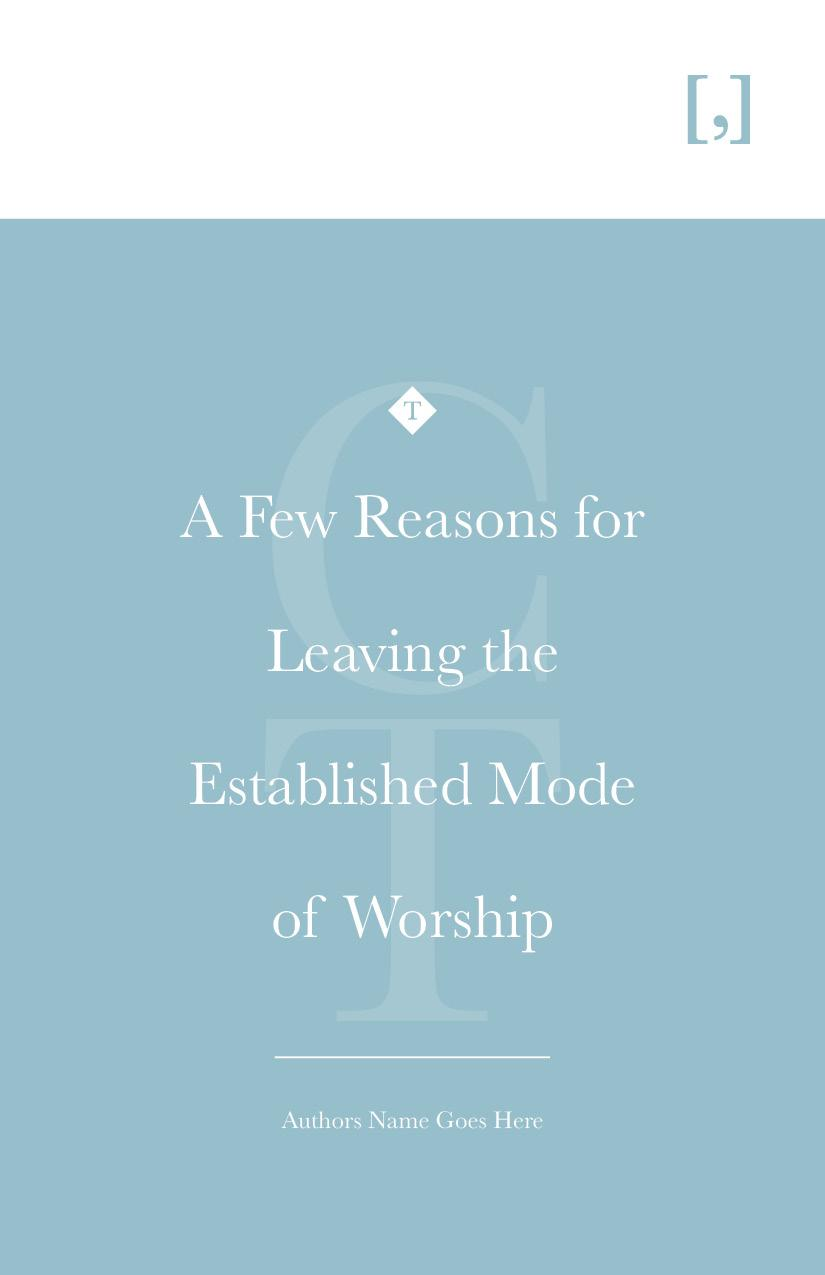 [,]
T
A Few Reasons for
Leaving the
Established Mode
of Worship
Authors Name Goes Here
C
T